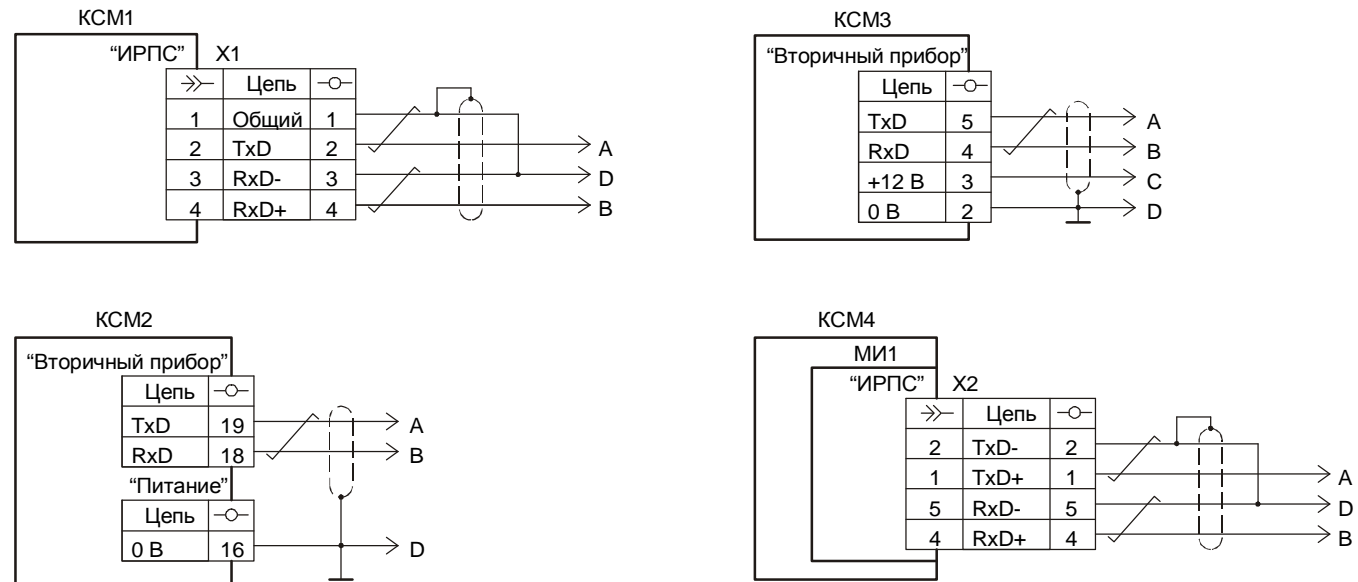 КСМ1
“ИРПС” X1
Цепь
1 Общий 1
2 TxD 2
A
3 RxD- 3
D
4 RxD+ 4
B
КСМ3
“Вторичный прибор”
Цепь
TxD 5
A
RxD 4
B
+12 В 3
C
0 В 2
D
КСМ2
“Вторичный прибор”
Цепь
TxD 19
A
RxD 18
B
“Питание”
Цепь
0 В 16
D
КСМ4
МИ1
“ИРПС” X2
Цепь
2 TxD- 2
1 TxD+ 1
A
5 RxD- 5
D
4 RxD+ 4
B